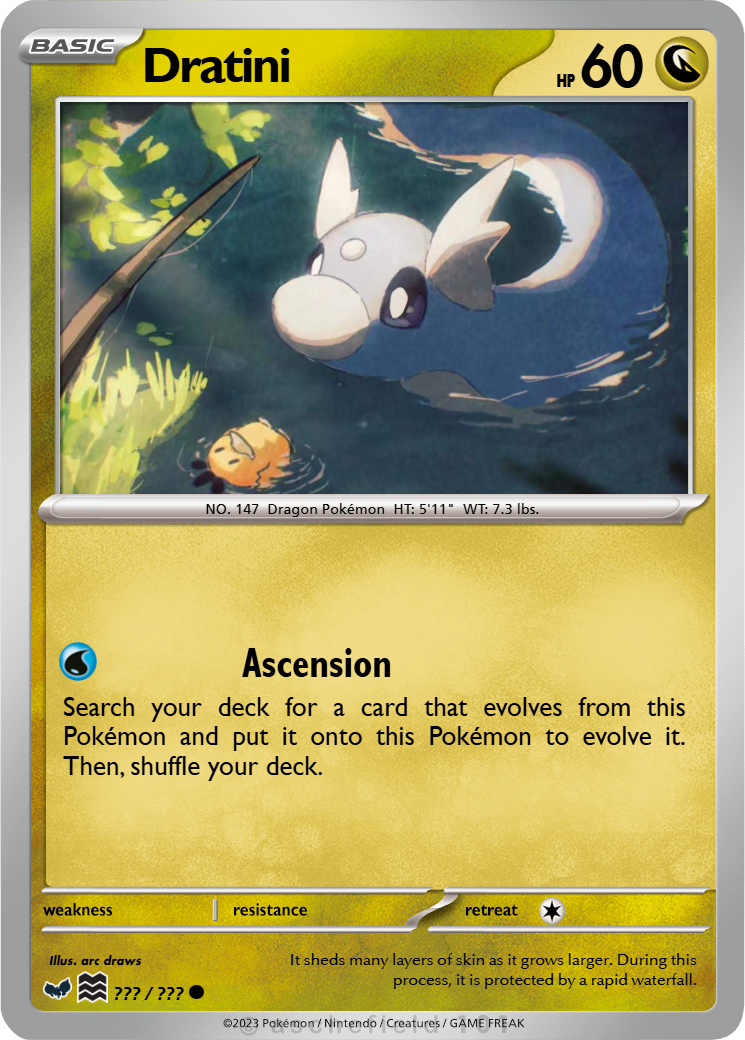 BASIC
Dratini
HP 60
NO. 147 Dragon Pokémon HT: 5'11" WT: 7.3 lbs.
Ascension
Search your deck for a card that evolves from this
Pokémon and put it onto this Pokémon to evolve it.
Then, shuffle your deck.
weakness
resistance
retreat
Illus. arc draws
It sheds many layers of skin as it grows larger. During this
process, it is protected by a rapid waterfall.
??? / ???
©2023 Pokémon / Nintendo / Creatures / GAME FREAK